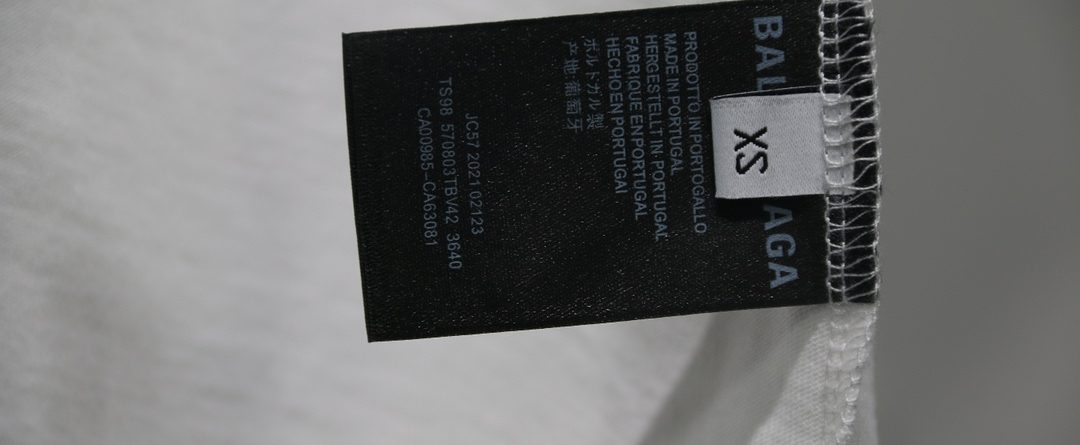 BAL
AGA
XS
PRODOTTO IN PORTOGALLO
MADE IN PORTUGAL
HERGESTELLT IN PORTUGAL
FABRIQUE EN PORTUGAL
HECHO EN PORTUGAL
ポルトカル製
产地:葡萄牙
JC57 2021 02123
TS98 570803TBV42 3640
CA00985-CA63081